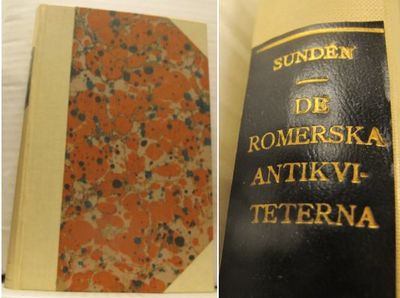 SUNDÉN
DE
ROMERSKA
ANTIKVI-
TETERNA